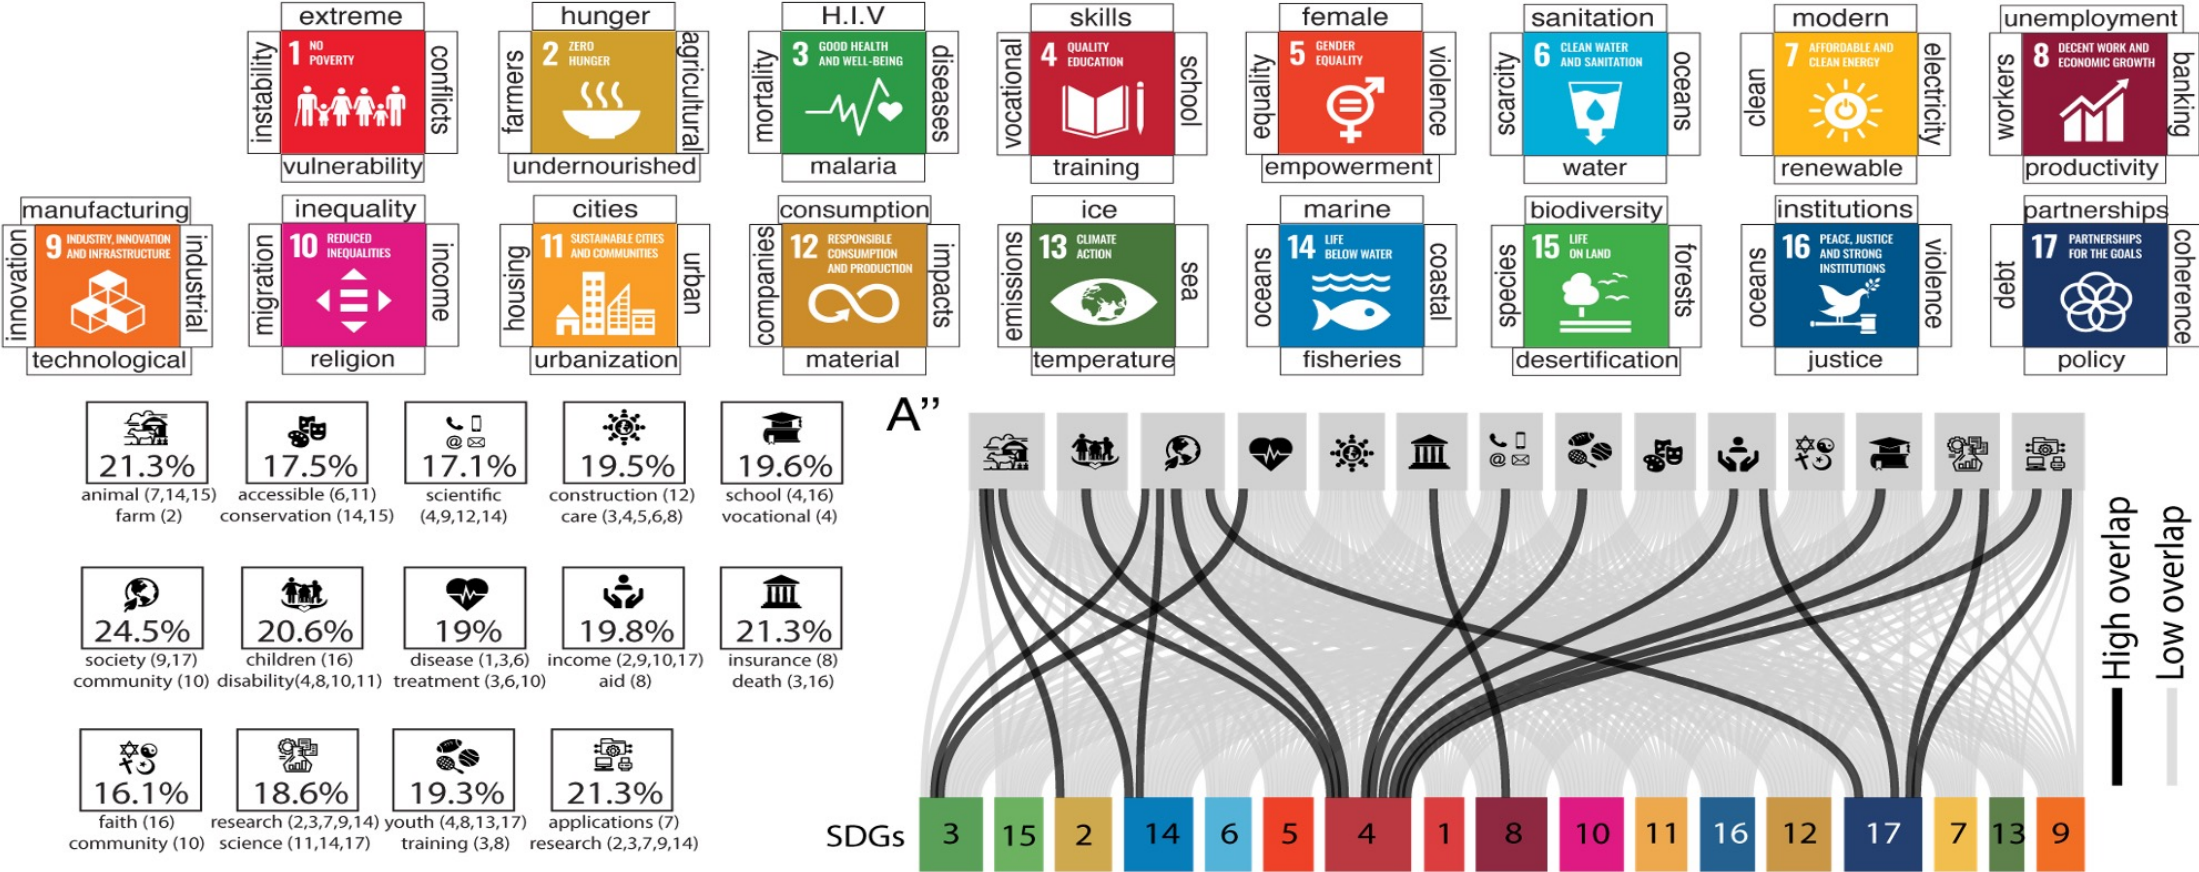 extreme
instability
1 NO
POVERTY
conflicts
vulnerability
hunger
farmers
2 ZERO
HUNGER
agricultural
undernourished
H.I.V
mortality
3 GOOD HEALTH
AND WELL-BEING
diseases
malaria
skills
vocational
4 QUALITY
EDUCATION
school
training
female
equality
5 GENDER
EQUALITY
violence
empowerment
sanitation
scarcity
6 CLEAN WATER
AND SANITATION
oceans
water
modern
clean
7 AFFORDABLE AND
CLEAN ENERGY
electricity
renewable
unemployment
workers
8 DECENT WORK AND
ECONOMIC GROWTH
banking
productivity
manufacturing
innovation
9 INDUSTRY, INNOVATION
AND INFRASTRUCTURE
industrial
technological
inequality
migration
10 REDUCED
INEQUALITIES
income
religion
cities
housing
11 SUSTAINABLE CITIES
AND COMMUNITIES
urban
urbanization
consumption
companies
12 RESPONSIBLE
CONSUMPTION
AND PRODUCTION
impacts
material
ice
emissions
13 CLIMATE
ACTION
sea
temperature
marine
oceans
14 LIFE
BELOW WATER
coastal
fisheries
biodiversity
species
15 LIFE
ON LAND
forests
desertification
institutions
oceans
16 PEACE, JUSTICE
AND STRONG
INSTITUTIONS
violence
justice
partnerships
debt
17 PARTNERSHIPS
FOR THE GOALS
coherence
policy
21.3%
animal (7,14,15)
farm (2)
17.5%
accessible (6,11)
conservation (14,15)
@
17.1%
scientific
(4,9,12,14)
19.5%
construction (12)
care (3,4,5,6,8)
19.6%
school (4,16)
vocational (4)
24.5%
society (9,17)
community (10)
20.6%
children (16)
disability(4,8,10,11)
19%
disease (1,3,6)
treatment (3,6,10)
19.8%
income (2,9,10,17)
aid (8)
21.3%
insurance (8)
death (3,16)
16.1%
faith (16)
community (10)
18.6%
research (2,3,7,9,14)
science (11,14,17)
19.3%
youth (4,8,13,17)
training (3,8)
21.3%
applications (7)
research (2,3,7,9,14)
A’’
@
High overlap
Low overlap
SDGs 3 15 2 14 6 5 4 1 8 10 11 16 12 17 7 13 9